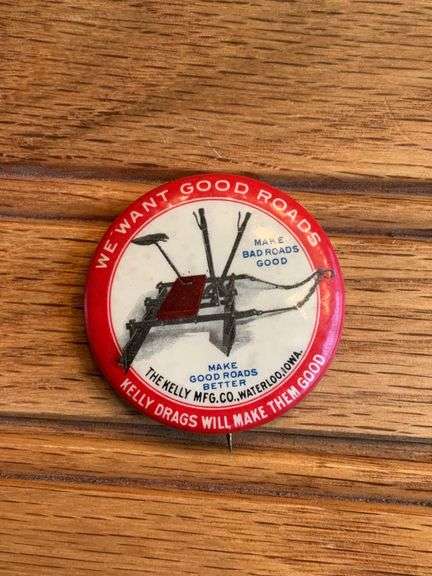 WE WANT GOOD ROADS
MAKE
BAD ROADS
GOOD
MAKE
GOOD ROADS
BETTER
THE KELLY MFG. CO., WATERLOO, IOWA.
KELLY DRAGS WILL MAKE THEM GOOD